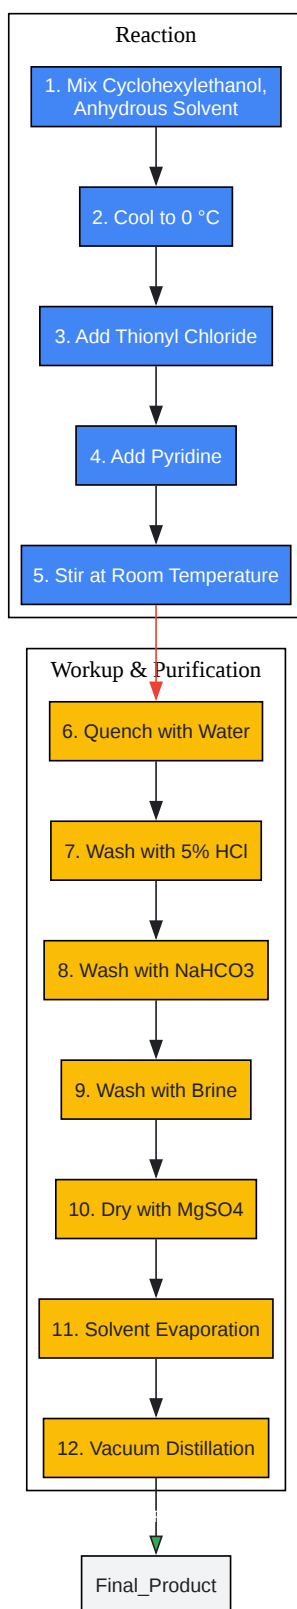 Reaction
1. Mix Cyclohexylethanol,
Anhydrous Solvent
2. Cool to 0 °C
3. Add Thionyl Chloride
4. Add Pyridine
5. Stir at Room Temperature
Workup & Purification
6. Quench with Water
7. Wash with 5% HCl
8. Wash with NaHCO3
9. Wash with Brine
10. Dry with MgSO4
11. Solvent Evaporation
12. Vacuum Distillation
Final_Product